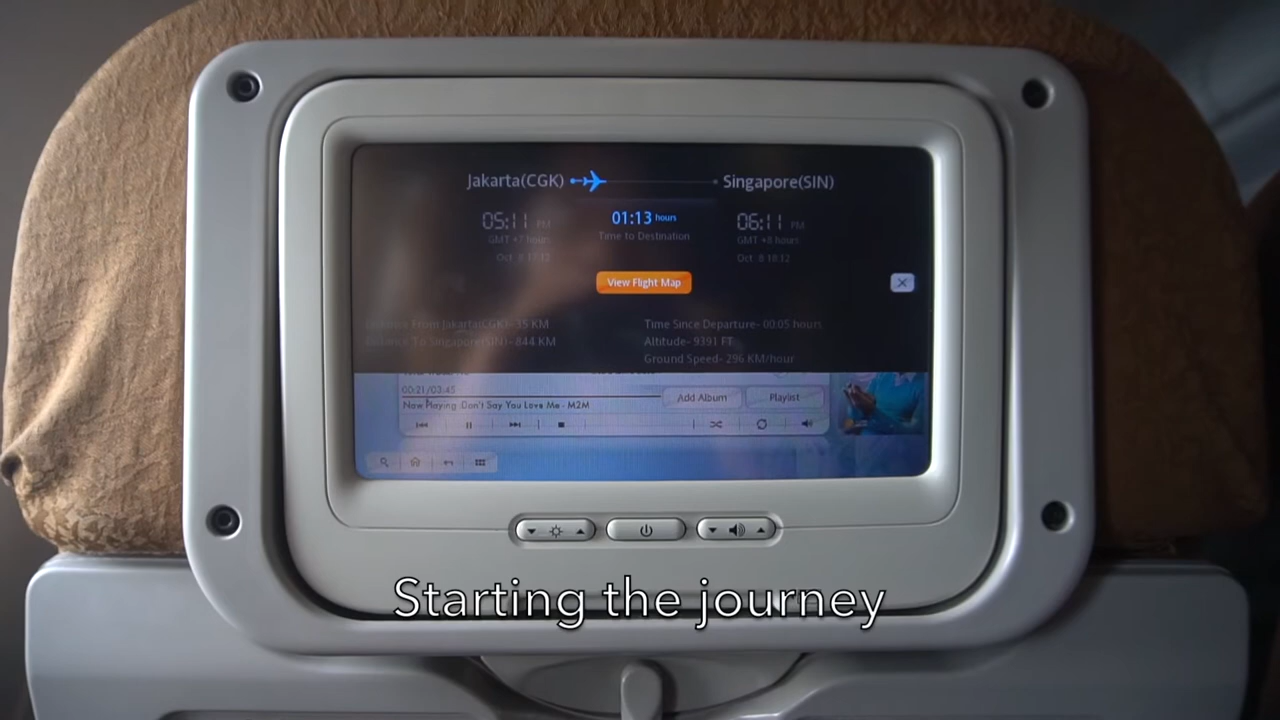 Jakarta(CGK) Singapore(SIN)
05:11 PM 01:13 hours 06:11 PM
GMT +7 hours Time to Destination GMT +8 hours
Oct 8 17:12 Oct 8 18:12
View Flight Map
Distance From Jakarta(CGK)- 35 KM Time Since Departure- 00:05 hours
Distance To Singapore(SIN)- 844 KM Altitude- 9391 FT
Ground Speed- 296 KM/hour
00:21/03:45
Now Playing: Don't Say You Love Me - M2M Add Album Playlist
Starting the journey